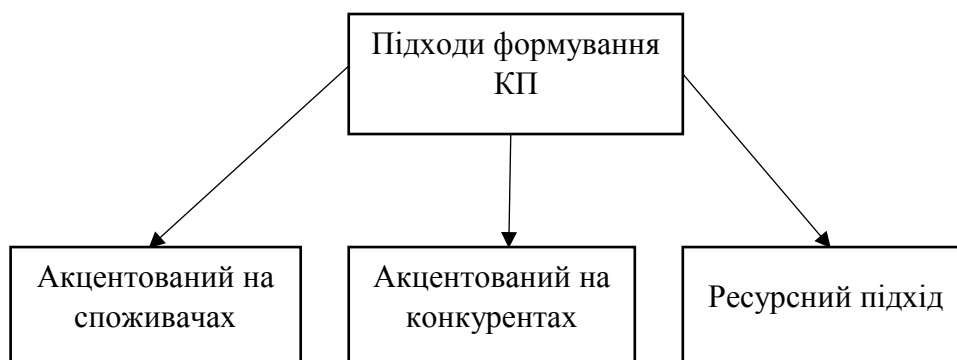 Підходи формування
КП
Акцентований на
споживачах
Акцентований на
конкурентах
Ресурсний підхід